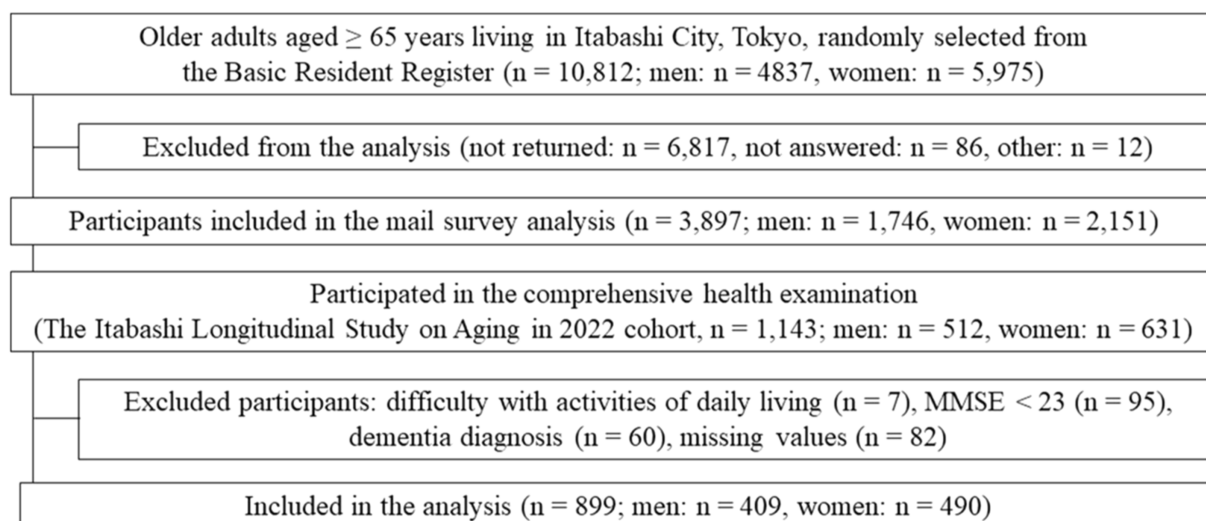 Older adults aged ≥ 65 years living in Itabashi City, Tokyo, randomly selected from
the Basic Resident Register (n = 10,812; men: n = 4837, women: n = 5,975)
Excluded from the analysis (not returned: n = 6,817, not answered: n = 86, other: n = 12)
Participants included in the mail survey analysis (n = 3,897; men: n = 1,746, women: n = 2,151)
Participated in the comprehensive health examination
(The Itabashi Longitudinal Study on Aging in 2022 cohort, n = 1,143; men: n = 512, women: n = 631)
Excluded participants: difficulty with activities of daily living (n = 7), MMSE < 23 (n = 95),
dementia diagnosis (n = 60), missing values (n = 82)
Included in the analysis (n = 899; men: n = 409, women: n = 490)